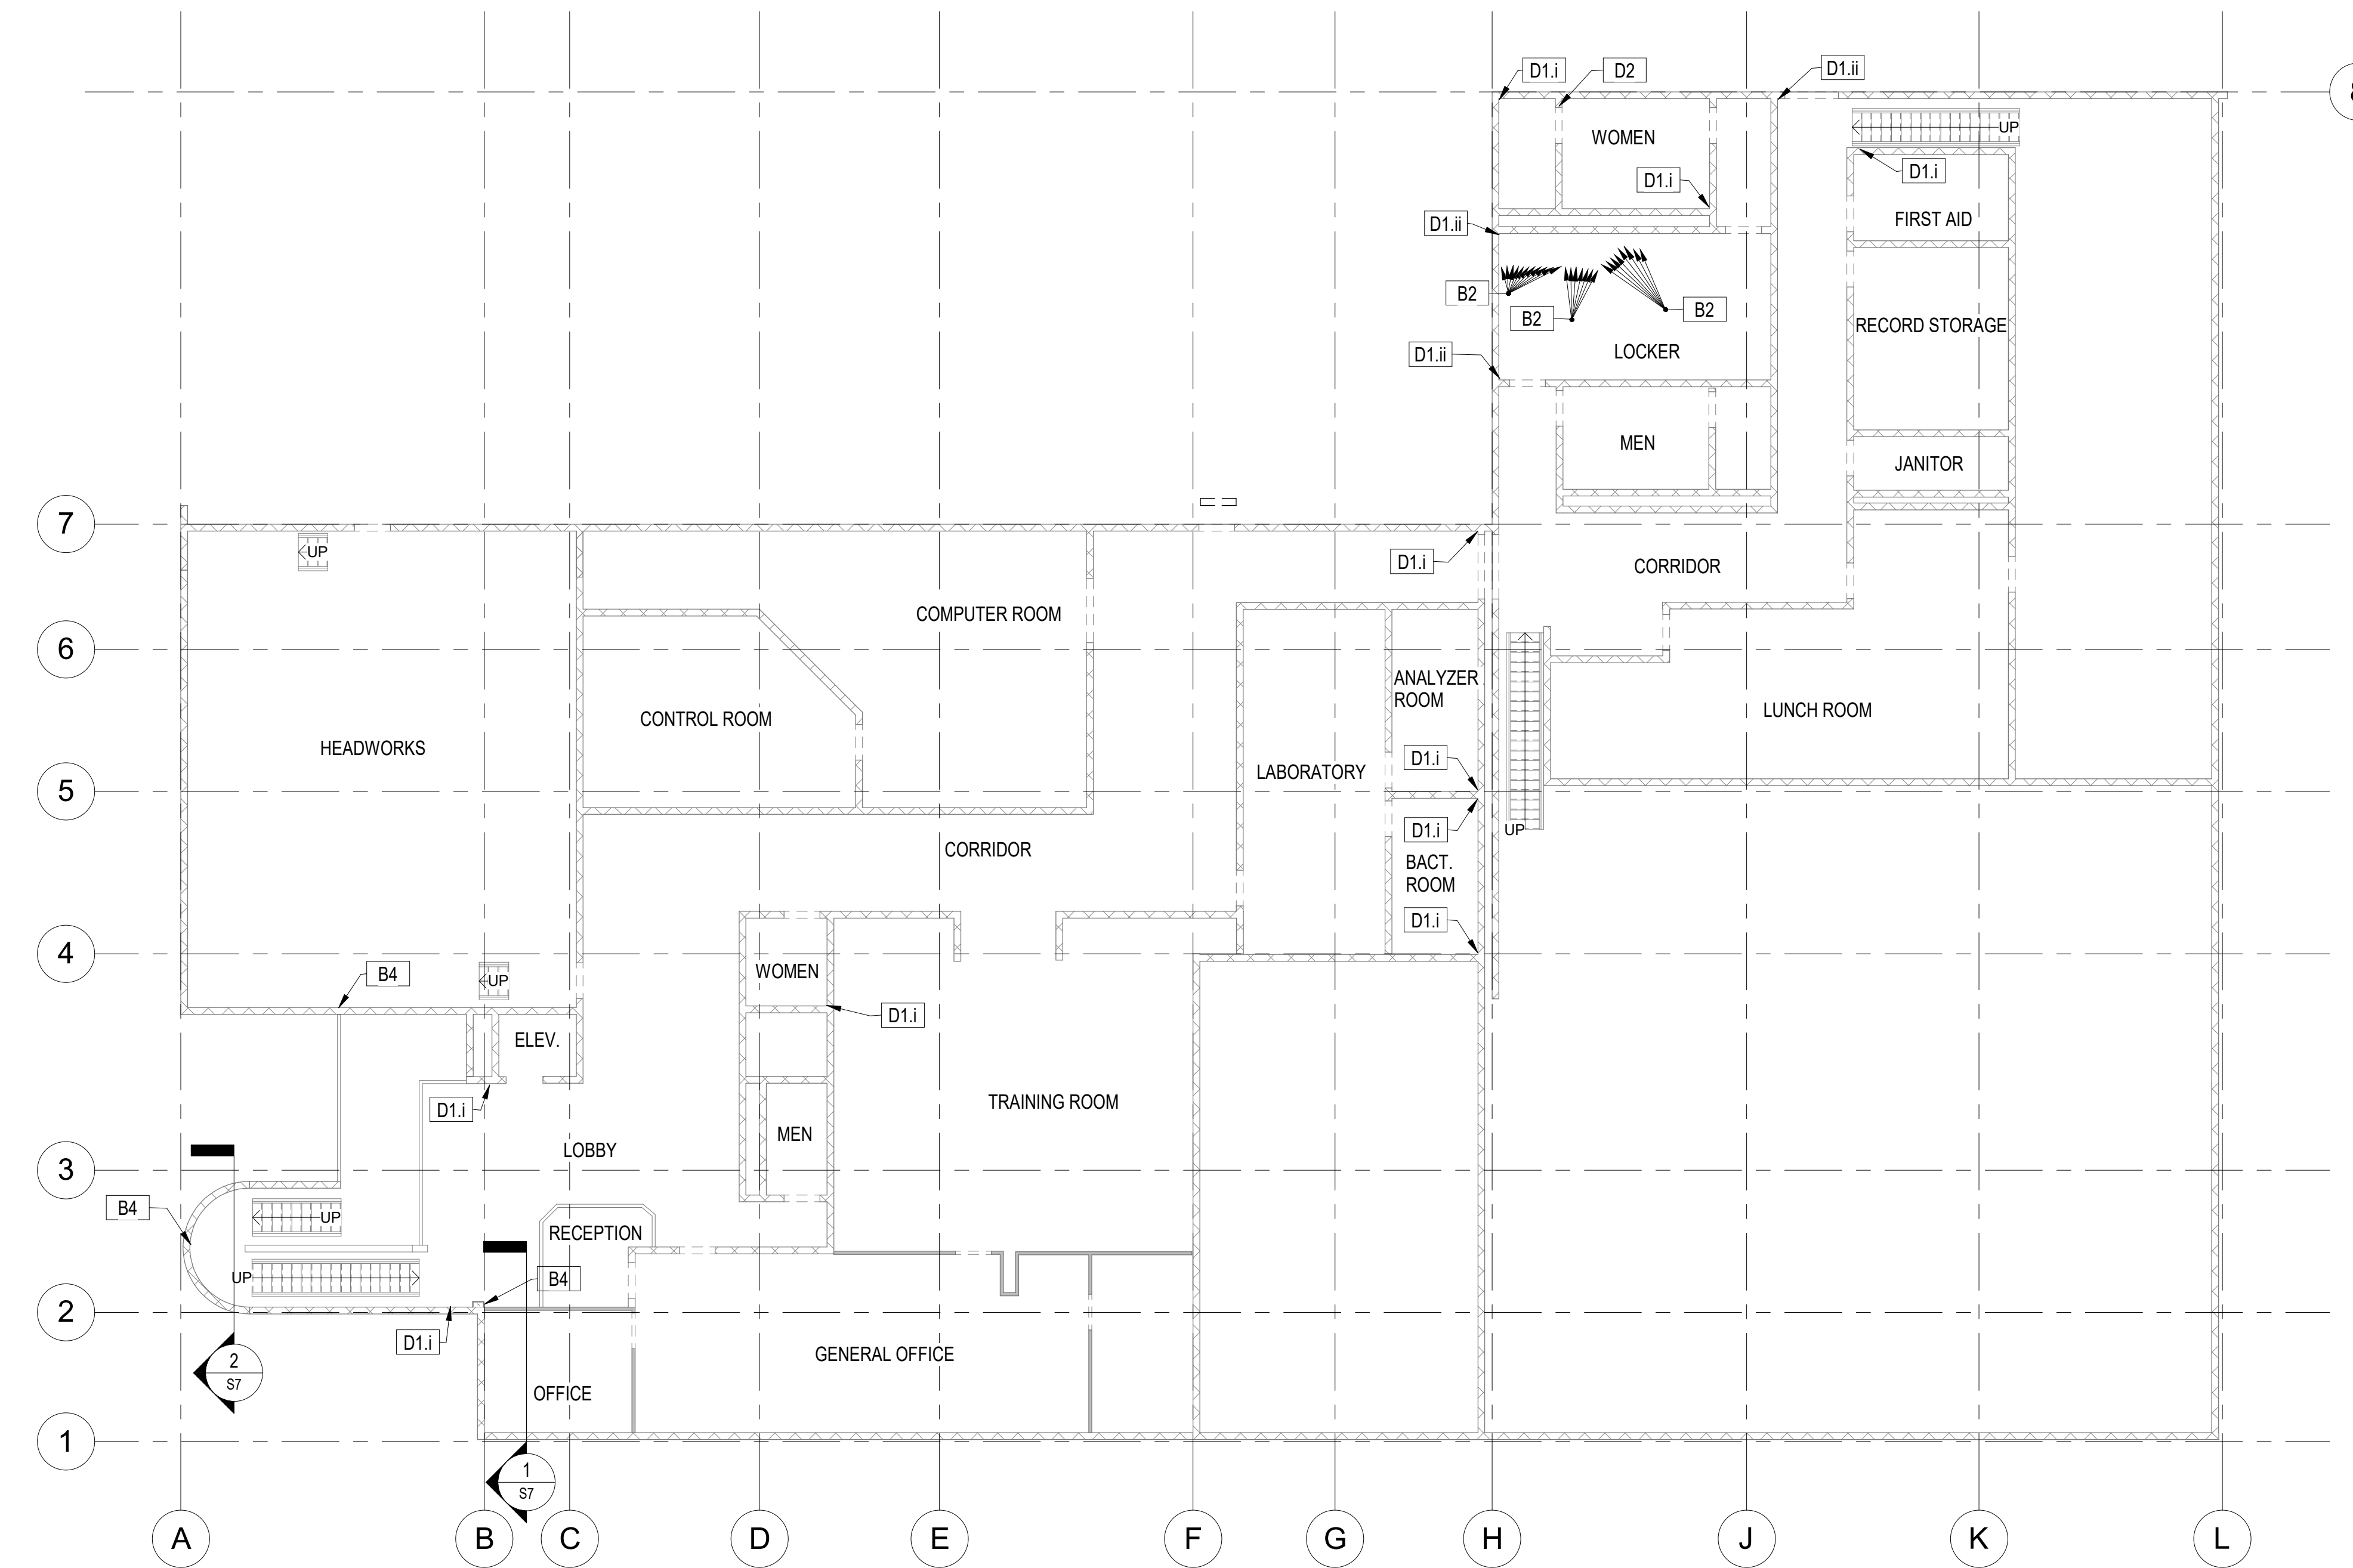 D1.i
D2
D1.ii
8
UP
WOMEN
D1.i
D1.i
FIRST AID
D1.ii
B2
B2
B2
RECORD STORAGE
LOCKER
D1.ii
MEN
JANITOR
7
UP
D1.i
CORRIDOR
COMPUTER ROOM
6
ANALYZER
ROOM
CONTROL ROOM
LUNCH ROOM
HEADWORKS
D1.i
LABORATORY
5
D1.i
UP
CORRIDOR
BACT.
ROOM
D1.i
4
B4
WOMEN
UP
D1.i
ELEV.
D1.i
TRAINING ROOM
MEN
LOBBY
3
B4
UP
RECEPTION
UP
B4
2
D1.i
GENERAL OFFICE
2
S7
OFFICE
1
1
S7
A
B
C
D
E
F
G
H
J
K
L